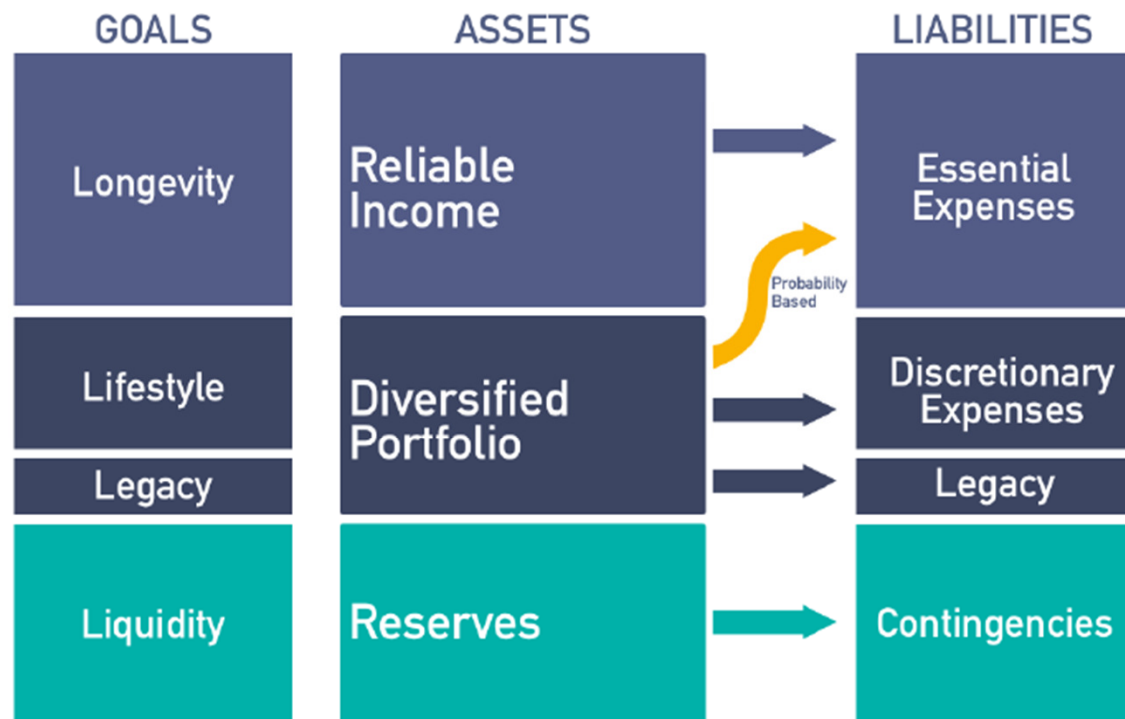 GOALS
ASSETS
LIABILITIES
Longevity
Reliable
Income
Essential
Expenses
Probability
Based
Lifestyle
Diversified
Portfolio
Discretionary
Expenses
Legacy
Legacy
Liquidity
Reserves
Contingencies